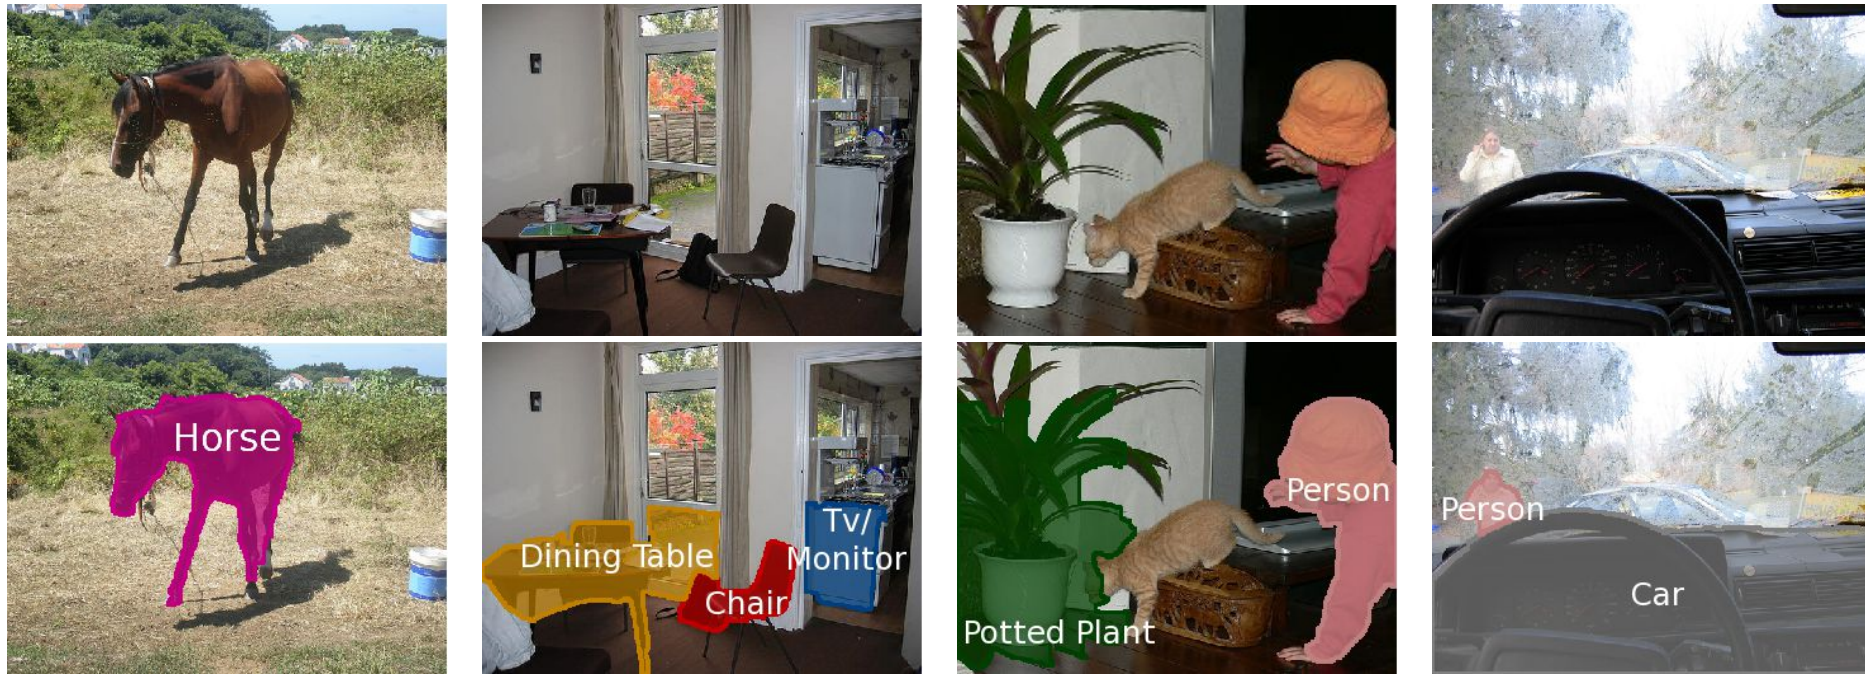 Horse
Dining Table
Chair
Tv/
Monitor
Potted Plant
Person
Person
Car